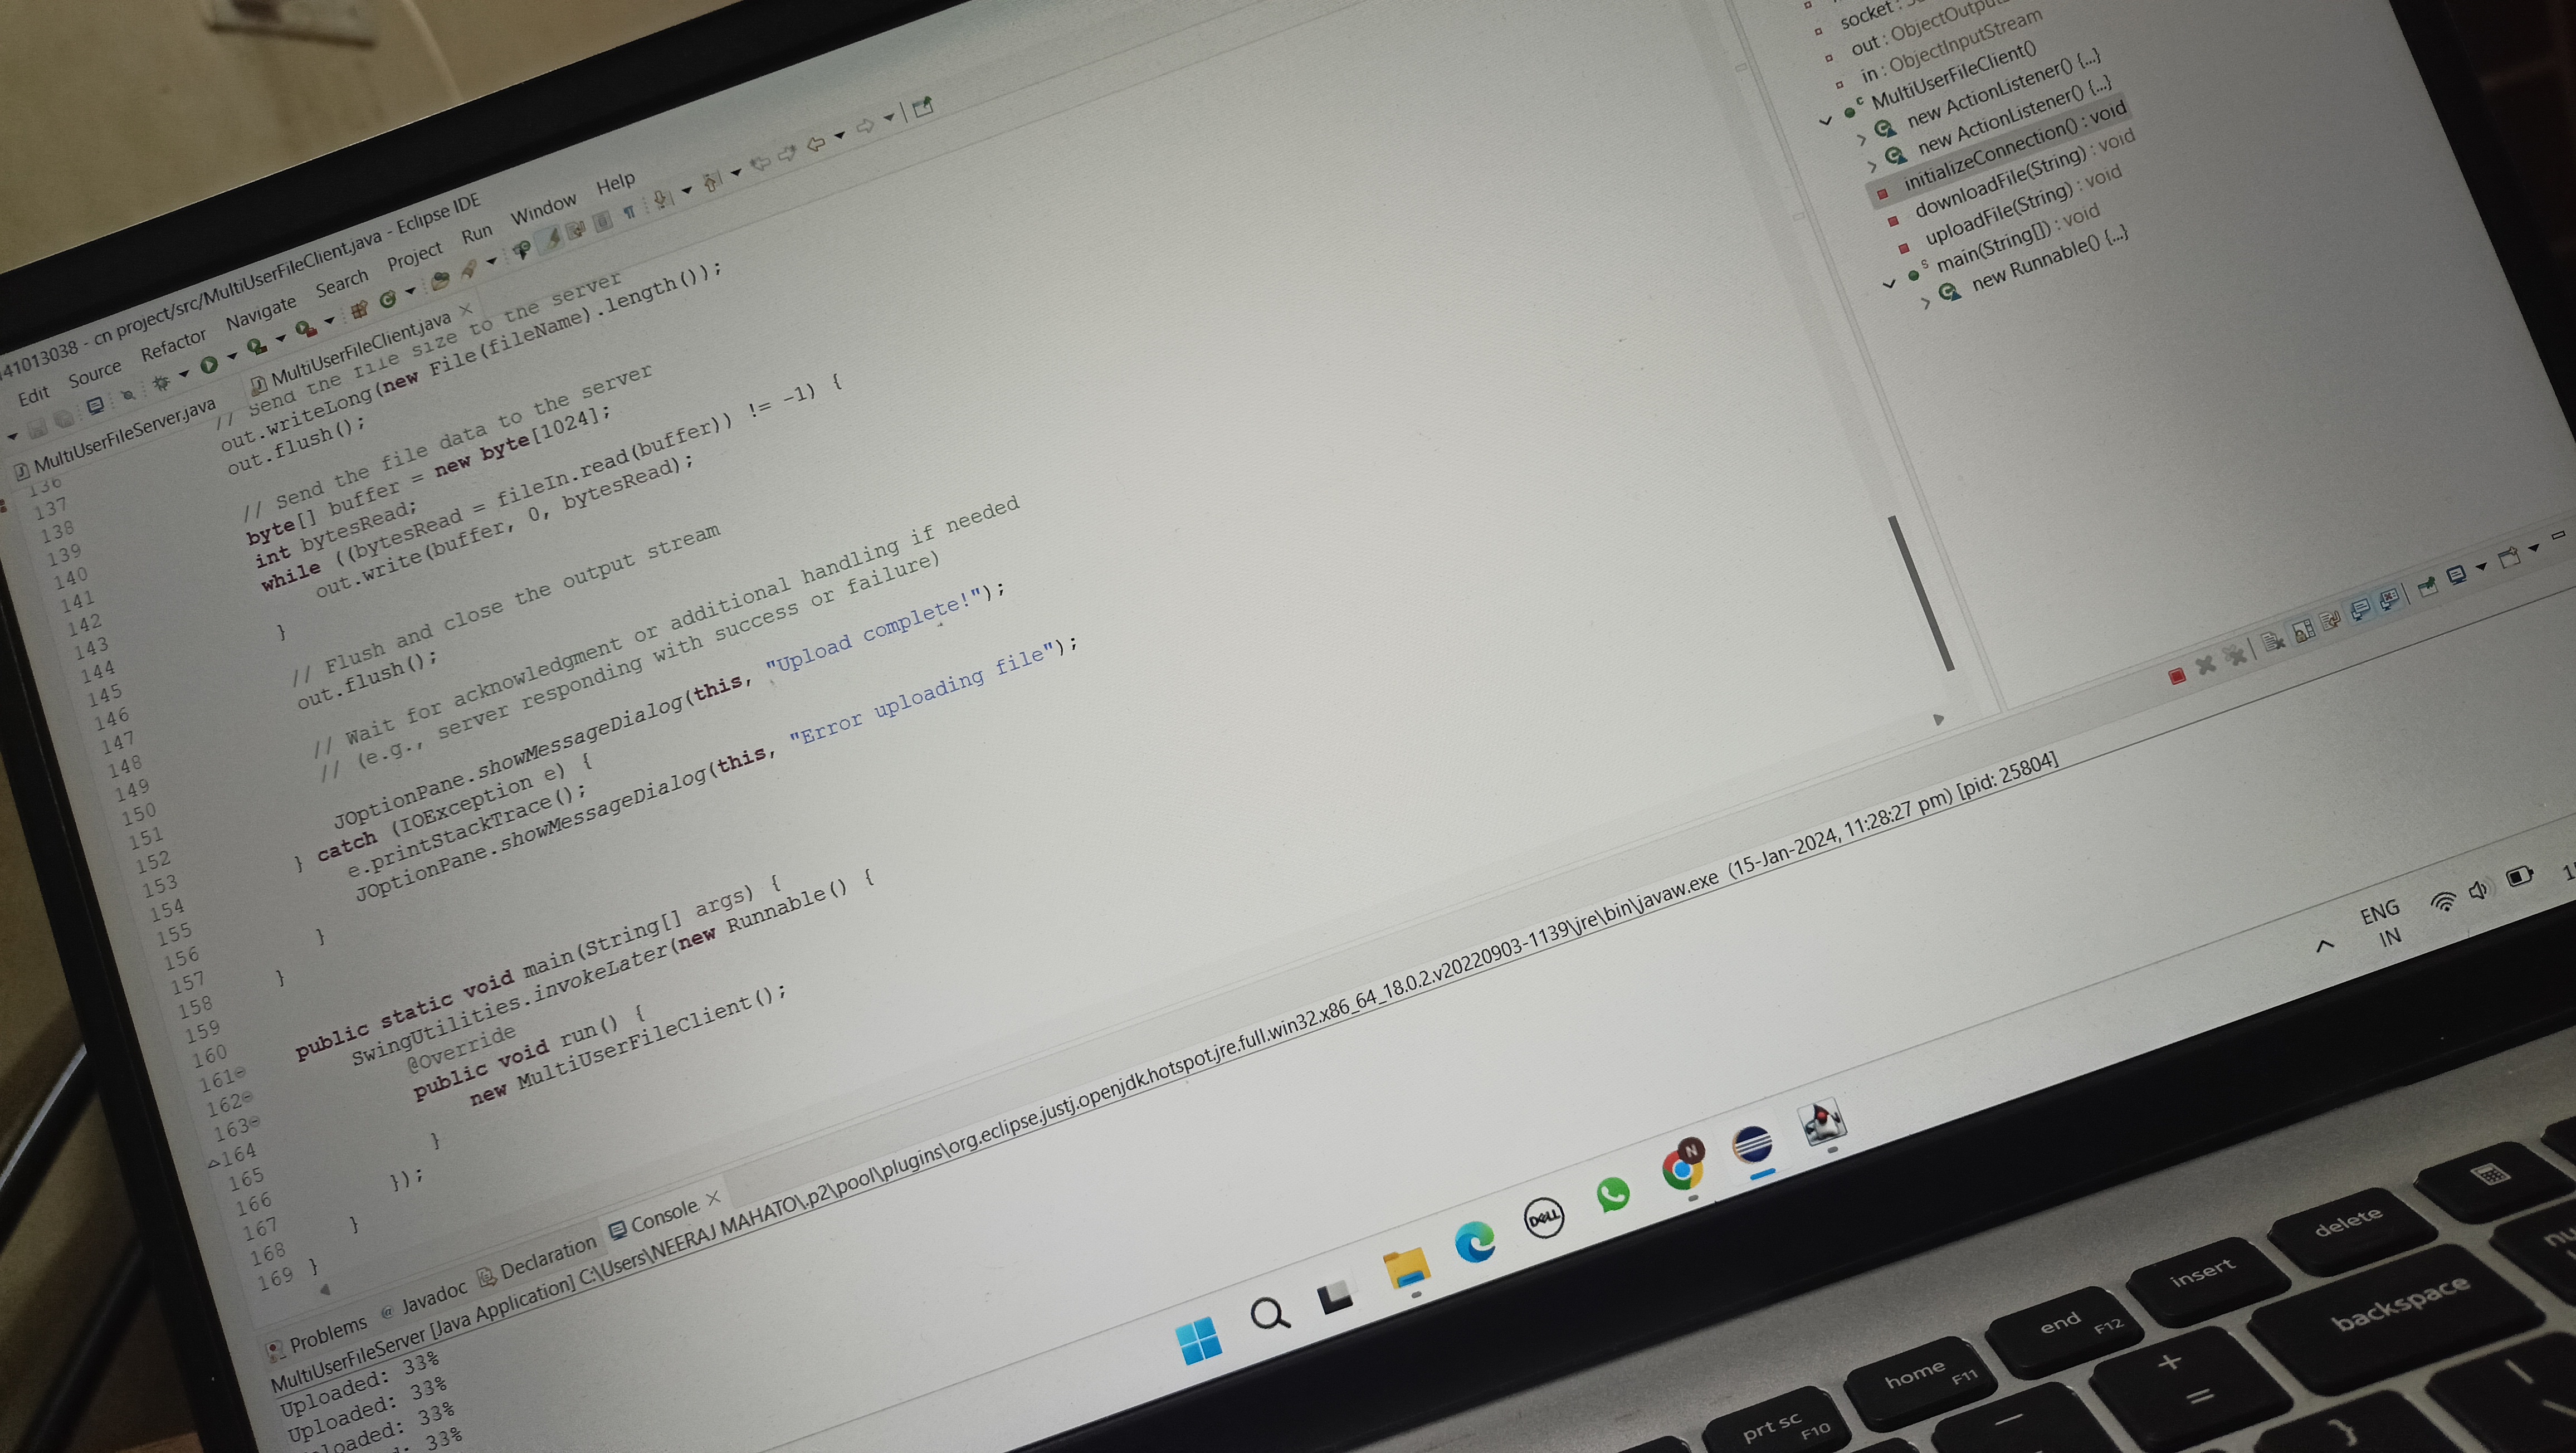 41013038 - cn project/src/MultiUserFileClient.java - Eclipse IDE
Edit Source Refactor Navigate Search Project Run Window Help
MultiUserFileServer.java MultiUserFileClient.java
136 // Send the file size to the server
137 out.writeLong(new File(fileName).length());
138 out.flush();
139
140 // Send the file data to the server
141 byte[] buffer = new byte[1024];
142 int bytesRead;
143 while ((bytesRead = fileIn.read(buffer)) != -1) {
144 out.write(buffer, 0, bytesRead);
145 }
146
147 // Flush and close the output stream
148 out.flush();
149
150 // Wait for acknowledgment or additional handling if needed
151 // (e.g., server responding with success or failure)
152
153 JOptionPane.showMessageDialog(this, "Upload complete!");
154 } catch (IOException e) {
155 e.printStackTrace();
156 JOptionPane.showMessageDialog(this, "Error uploading file");
157 }
158
159 }
160
161 public static void main(String[] args) {
162 SwingUtilities.invokeLater(new Runnable() {
163 @Override
164 public void run() {
165 new MultiUserFileClient();
166 }
167 });
168 }
169 }
socket :
out : ObjectOutput
in : ObjectInputStream
MultiUserFileClient()
new ActionListener() {...}
new ActionListener() {...}
initializeConnection() : void
downloadFile(String) : void
uploadFile(String) : void
main(String[]) : void
new Runnable() {...}
Problems Javadoc Declaration Console
MultiUserFileServer [Java Application] C:\Users\NEERAJ MAHATO\.p2\pool\plugins\org.eclipse.justj.openjdk.hotspot.jre.full.win32.x86_64_18.0.2.v20220903-1139\jre\bin\javaw.exe (15-Jan-2024, 11:28:27 pm) [pid: 25804]
Uploaded: 33%
Uploaded: 33%
loaded: 33%
33%
DELL
N
ENG
IN
prt sc F10
home F11
end F12
insert
delete
backspace
+
=